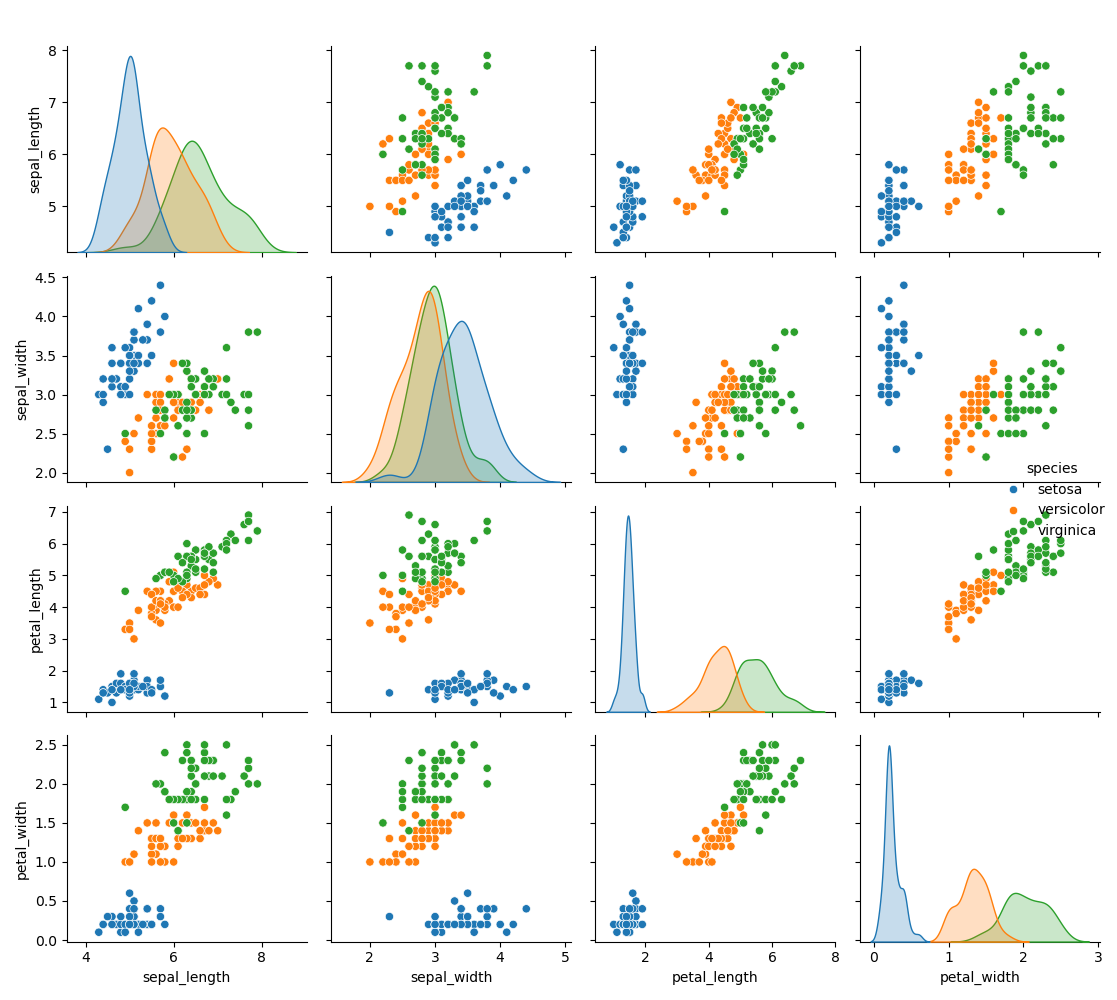 8
7
6
5
sepal_length
4.5
4.0
3.5
3.0
2.5
2.0
sepal_width
species
setosa
versicolor
virginica
7
6
5
4
3
2
1
petal_length
2.5
2.0
1.5
1.0
0.5
0.0
petal_width
4 6 8 2 3 4 5 2 4 6 8 0 1 2 3
sepal_length sepal_width petal_length petal_width